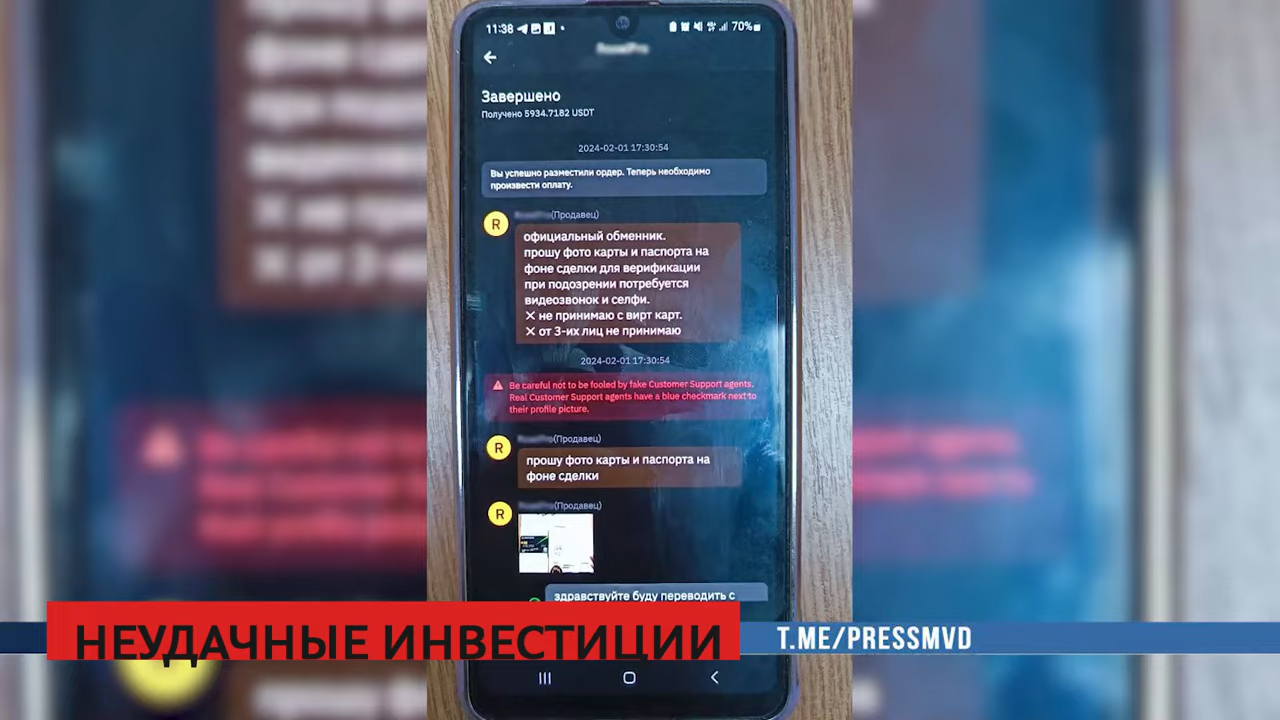 11:38
70%
Завершено
Получено 5934.7182 USDT
2024-02-01 17:30:54
Вы успешно разместили ордер. Теперь необходимо
произвести оплату.
R
(Продавец)
официальный обменник.
прошу фото карты и паспорта на
фоне сделки для верификации
при подозрении потребуется
видеозвонок и селфи.
✕ не принимаю с вирт карт.
✕ от 3-их лиц не принимаю
2024-02-01 17:30:54
Be careful not to be fooled by fake Customer Support agents.
Real Customer Support agents have a blue checkmark next to
their profile picture.
R
(Продавец)
прошу фото карты и паспорта на
фоне сделки
R
(Продавец)
здравствуйте буду переводить с
НЕУДАЧНЫЕ ИНВЕСТИЦИИ
T.ME/PRESSMVD